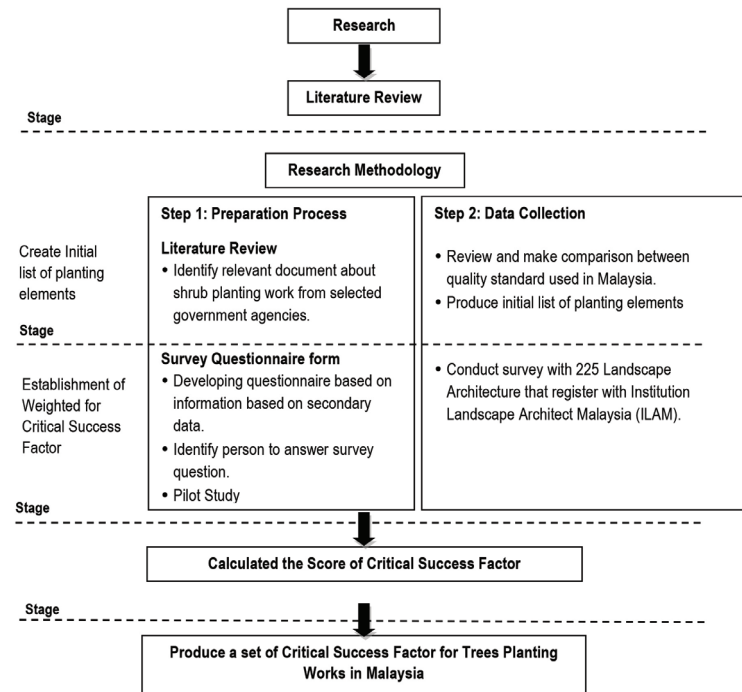 Research
Literature Review
Stage
Research Methodology
Create Initial
list of planting
elements
Step 1: Preparation Process
Literature Review
• Identify relevant document about
shrub planting work from selected
government agencies.
Step 2: Data Collection
• Review and make comparison between
quality standard used in Malaysia.
• Produce initial list of planting elements
Stage
Establishment of
Weighted for
Critical Success
Factor
Survey Questionnaire form
• Developing questionnaire based on
information based on secondary
data.
• Identify person to answer survey
question.
• Pilot Study
• Conduct survey with 225 Landscape
Architecture that register with Institution
Landscape Architect Malaysia (ILAM).
Stage
Calculated the Score of Critical Success Factor
Stage
Produce a set of Critical Success Factor for Trees Planting
Works in Malaysia